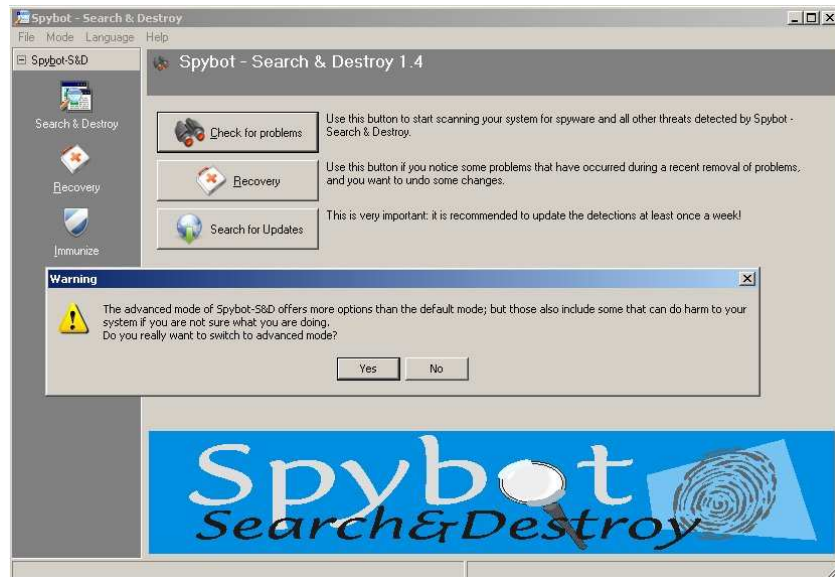 Spybot - Search & Destroy
File Mode Language Help
Spybot-S&D
Search & Destroy
Recovery
Immunize
Spybot - Search & Destroy 1.4
Check for problems
Use this button to start scanning your system for spyware and all other threats detected by Spybot -
Search & Destroy.
Recovery
Use this button if you notice some problems that have occurred during a recent removal of problems,
and you want to undo some changes.
Search for Updates
This is very important: it is recommended to update the detections at least once a week!
Warning
The advanced mode of Spybot-S&D offers more options than the default mode; but those also include some that can do harm to your
system if you are not sure what you are doing.
Do you really want to switch to advanced mode?
Yes No
Spybot
Search&Destroy